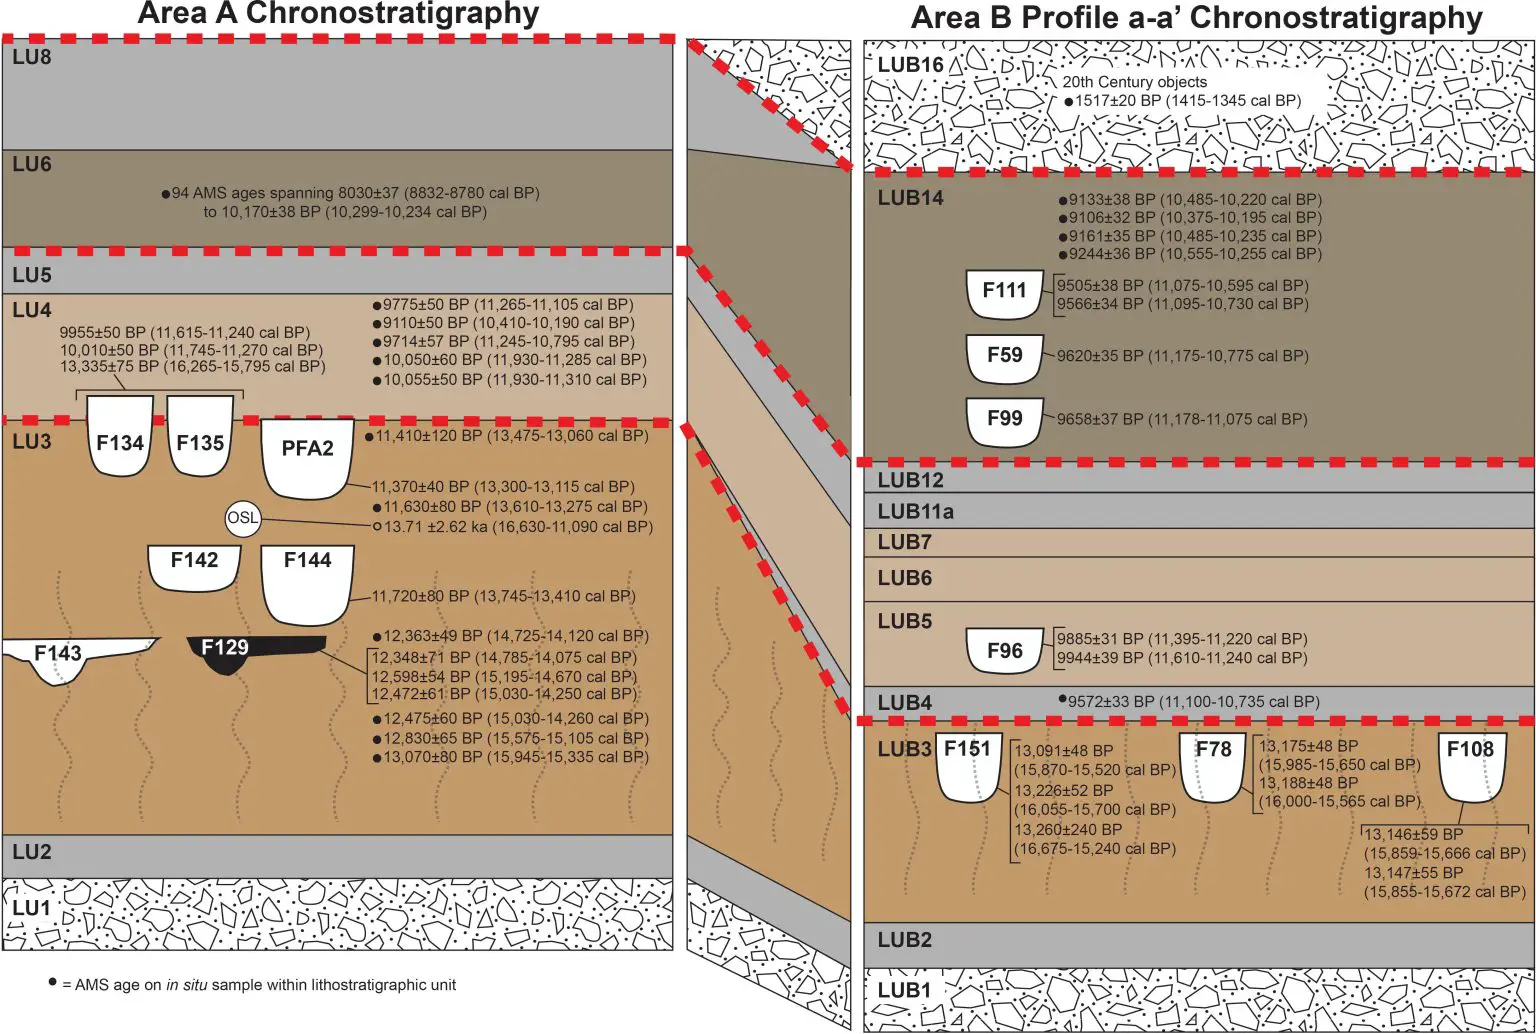 Area A Chronostratigraphy
LU8
LU6
94 AMS ages spanning 8030±37 (8832-8780 cal BP)
to 10,170±38 BP (10,299-10,234 cal BP)
LU5
LU4
9955±50 BP (11,615-11,240 cal BP)
10,010±50 BP (11,745-11,270 cal BP)
13,335±75 BP (16,265-15,795 cal BP)
●9775±50 BP (11,265-11,105 cal BP)
●9110±50 BP (10,410-10,190 cal BP)
●9714±57 BP (11,245-10,795 cal BP)
●10,050±60 BP (11,930-11,285 cal BP)
●10,055±50 BP (11,930-11,310 cal BP)
LU3
F134
F135
PFA2
●11,410±120 BP (13,475-13,060 cal BP)
11,370±40 BP (13,300-13,115 cal BP)
●11,630±80 BP (13,610-13,275 cal BP)
OSL
13.71 ±2.62 ka (16,630-11,090 cal BP)
F142
F144
11,720±80 BP (13,745-13,410 cal BP)
F143
F129
●12,363±49 BP (14,725-14,120 cal BP)
12,348±71 BP (14,785-14,075 cal BP)
12,598±54 BP (15,195-14,670 cal BP)
12,472±61 BP (15,030-14,250 cal BP)
●12,475±60 BP (15,030-14,260 cal BP)
●12,830±65 BP (15,575-15,105 cal BP)
●13,070±80 BP (15,945-15,335 cal BP)
LU2
LU1
● = AMS age on in situ sample within lithostratigraphic unit
Area B Profile a-a’ Chronostratigraphy
LUB16
20th Century objects
●1517±20 BP (1415-1345 cal BP)
LUB14
●9133±38 BP (10,485-10,220 cal BP)
●9106±32 BP (10,375-10,195 cal BP)
●9161±35 BP (10,485-10,235 cal BP)
●9244±36 BP (10,555-10,255 cal BP)
F111
9505±38 BP (11,075-10,595 cal BP)
9566±34 BP (11,095-10,730 cal BP)
F59
9620±35 BP (11,175-10,775 cal BP)
F99
9658±37 BP (11,178-11,075 cal BP)
LUB12
LUB11a
LUB7
LUB6
LUB5
F96
9885±31 BP (11,395-11,220 cal BP)
9944±39 BP (11,610-11,240 cal BP)
LUB4
●9572±33 BP (11,100-10,735 cal BP)
LUB3
F151
13,091±48 BP
(15,870-15,520 cal BP)
13,226±52 BP
(16,055-15,700 cal BP)
13,260±240 BP
(16,675-15,240 cal BP)
F78
13,175±48 BP
(15,985-15,650 cal BP)
13,188±48 BP
(16,000-15,565 cal BP)
F108
13,146±59 BP
(15,859-15,666 cal BP)
13,147±55 BP
(15,855-15,672 cal BP)
LUB2
LUB1